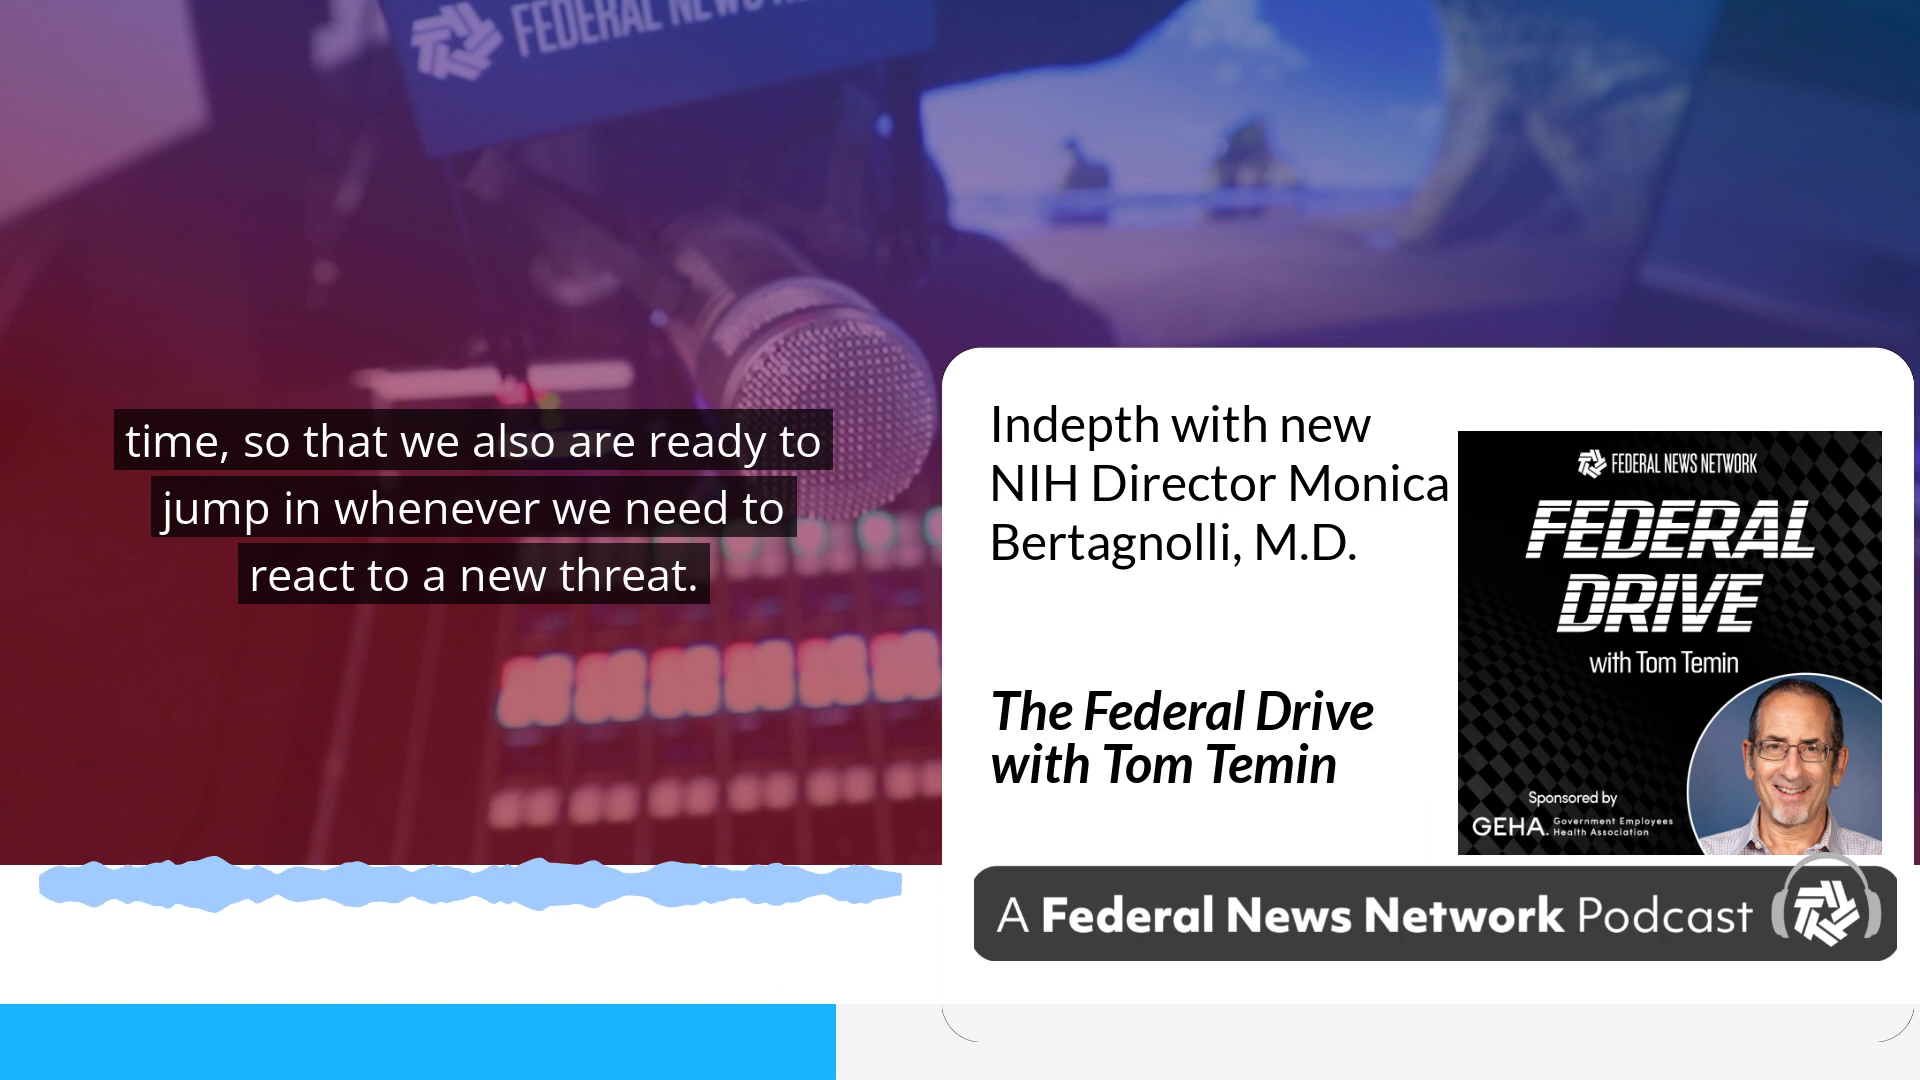 FEDERAL NEWS
time, so that we also are ready to
jump in whenever we need to
react to a new threat.
Indepth with new
NIH Director Monica
Bertagnolli, M.D.
The Federal Drive
with Tom Temin
FEDERAL NEWS NETWORK
FEDERAL
DRIVE
with Tom Temin
Sponsored by
GEHA. Government Employees
Health Association
A Federal News Network Podcast